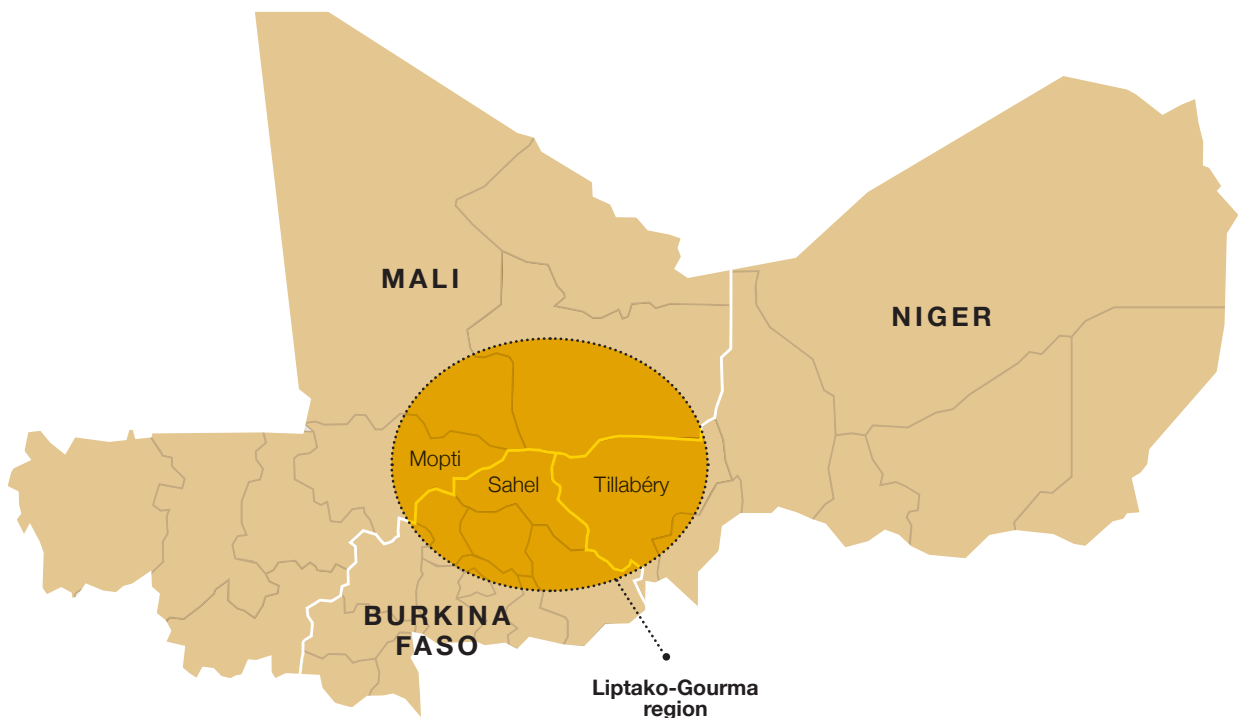 MALI
NIGER
Mopti
Sahel
Tillabéry
BURKINA
FASO
Liptako-Gourma
region